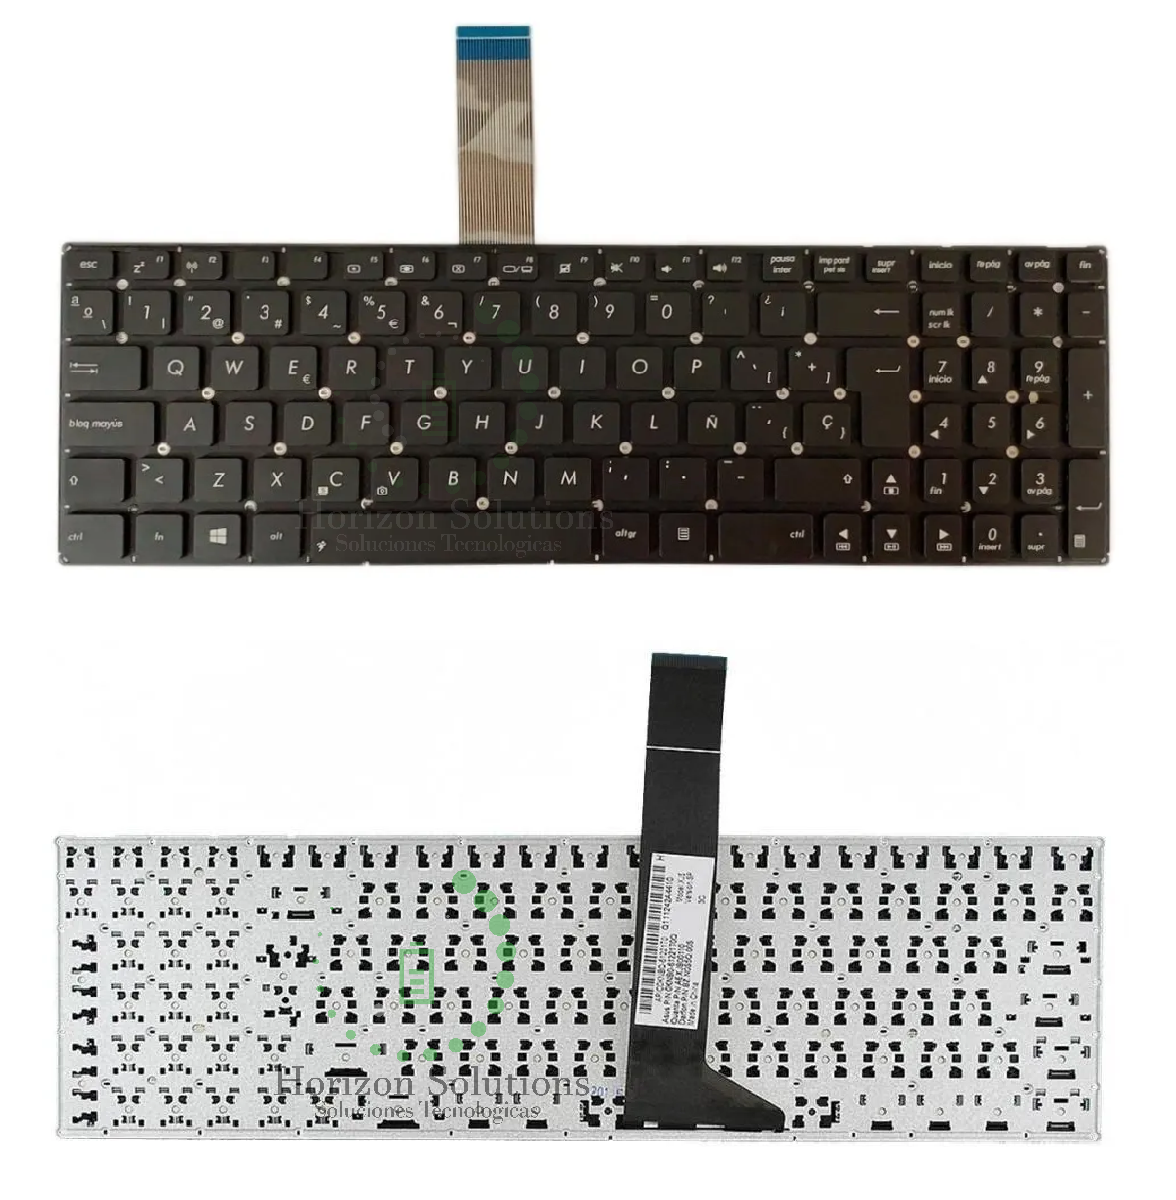 esc F1 F2 F3 F4 F5 F6 F7 F8 F9 F10 F11 F12 pausa inter imp pant pet sis supr insert inicio re pág av pág fin
a o \ ! 1 | " 2 @ · 3 # $ 4 ~ % 5 € & 6 ¬ / 7 ( 8 ) 9 = 0 ? ' ¿ ¡ num lk scr lk / * -
Q W E € R T Y U I O P ^ ` [ * + ] 7 inicio 8 9 re pág +
bloq mayús A S D F G H J K L Ñ ¨ ´ { Ç } 4 5 6
> < Z X C V B N M ; , : . _ - 1 fin 2 3 av pág
ctrl fn alt alt gr ctrl 0 insert . supr
Horizon Solutions
Soluciones Tecnologicas
Made in China
Horizon Solutions
Soluciones Tecnologicas